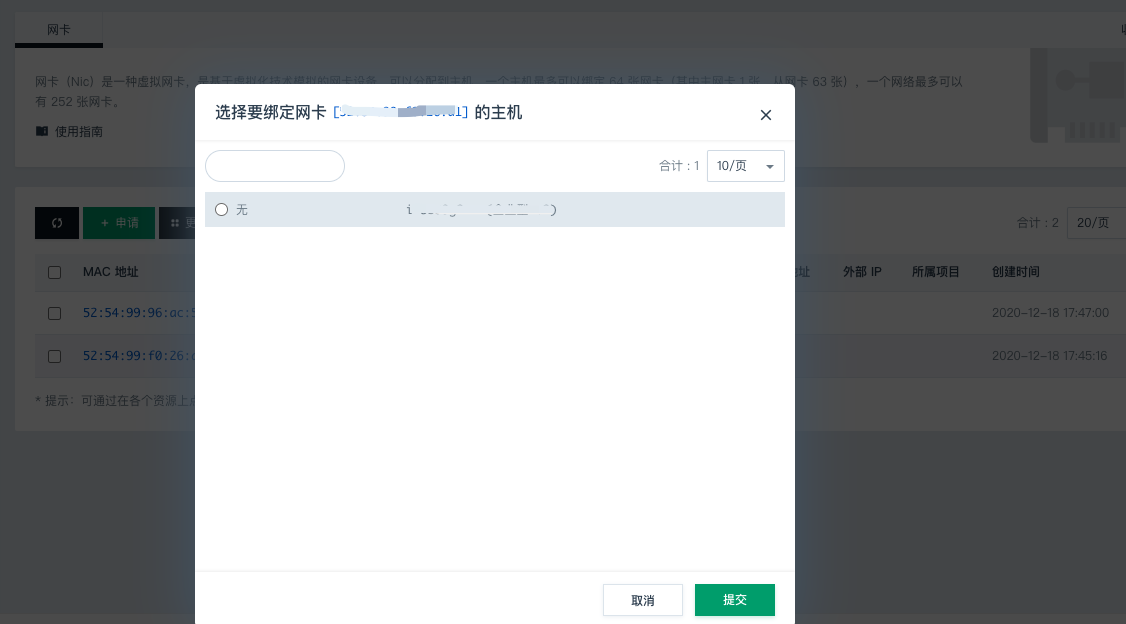 网卡
网卡（Nic）是一种虚拟网卡，是基于虚拟化技术模拟的网卡设备，可以分配到主机，一个主机最多可以绑定 64 张网卡（其中主网卡 1 张，从网卡 63 张），一个网络最多可以
有 252 张网卡。
使用指南
选择要绑定网卡 的主机
合计：1 10/页
无
+ 申请
合计：2 20/页
MAC 地址 外部 IP 所属项目 创建时间
52:54:99:96:ac: 2020-12-18 17:47:00
52:54:99:f0:26: 2020-12-18 17:45:16
* 提示：可通过在各个资源上
取消 提交